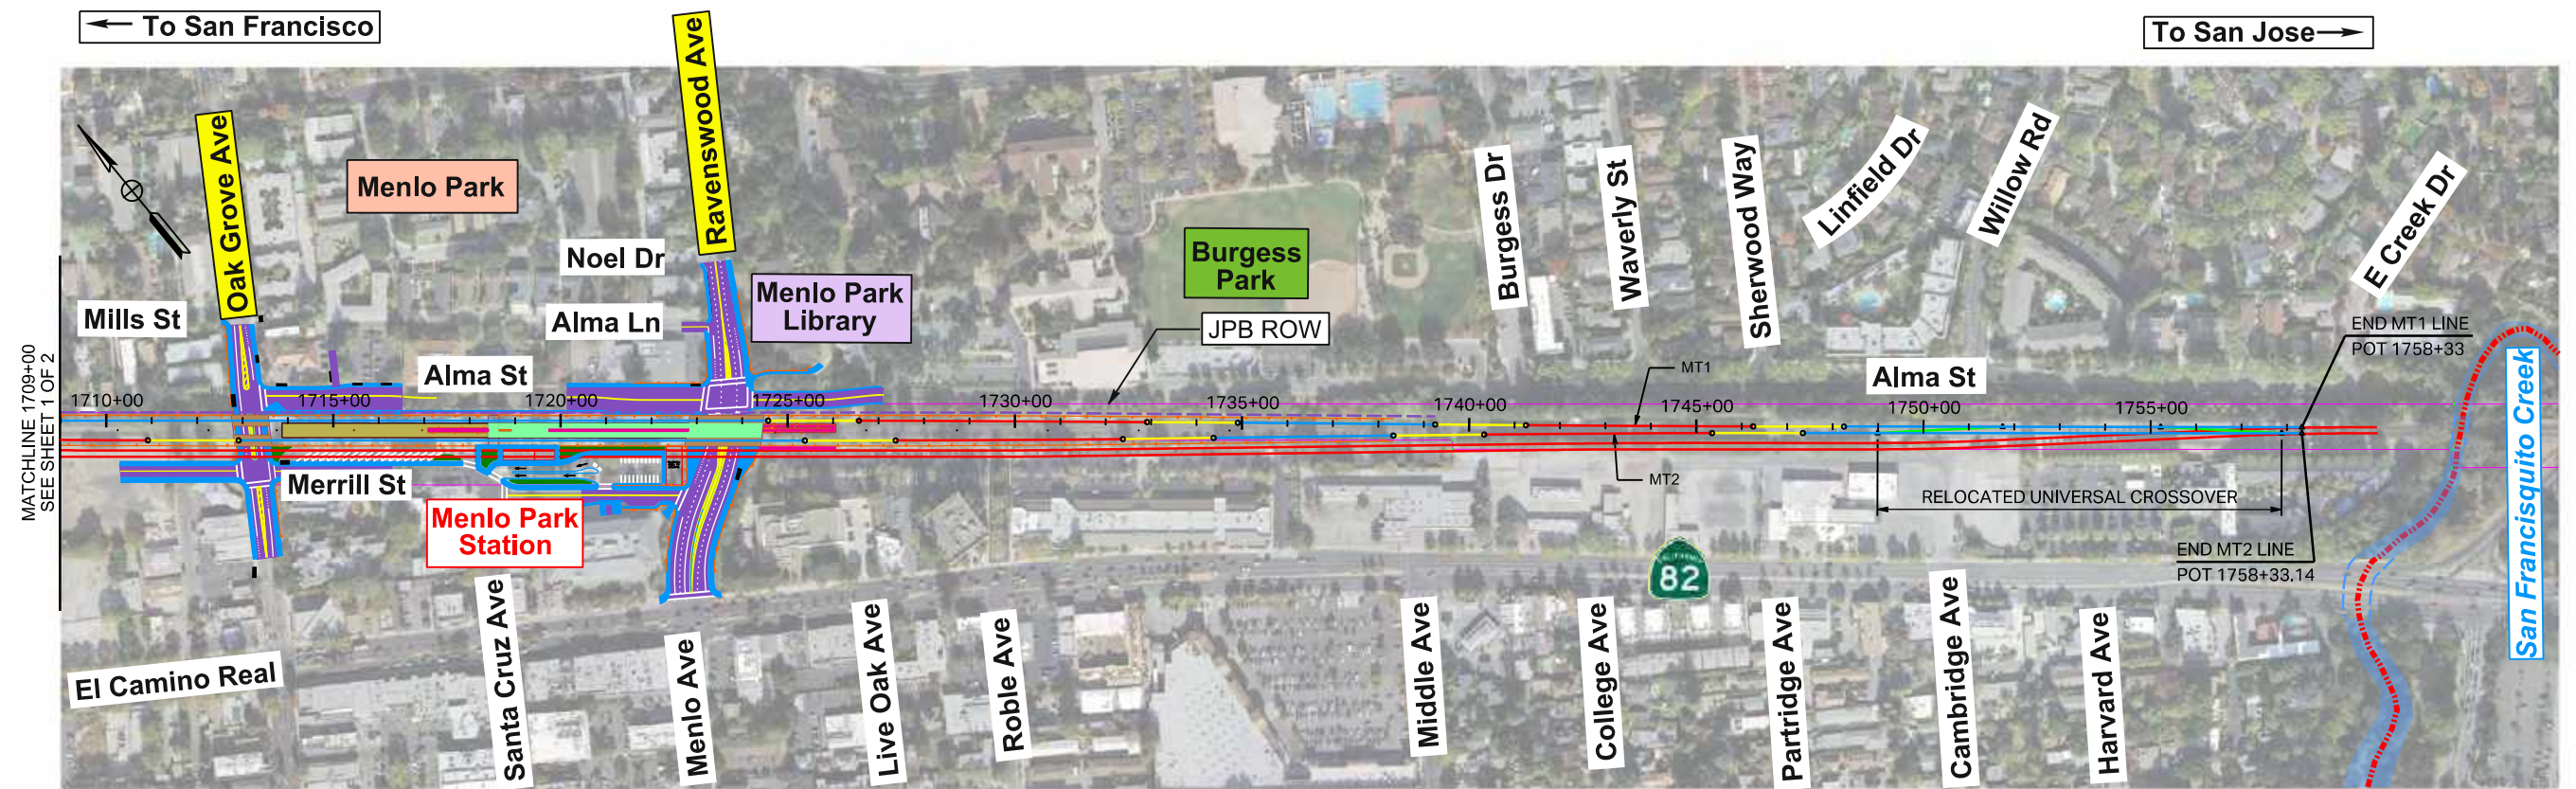 To San Francisco
To San Jose
Oak Grove Ave
Ravenswood Ave
Menlo Park
Noel Dr
Mills St
Alma Ln
Menlo Park
Library
Burgess
Park
JPB ROW
Burgess Dr
Waverly St
Sherwood Way
Linfield Dr
Willow Rd
E Creek Dr
END MT1 LINE
POT 1758+33
San Francisquito Creek
MATCHLINE 1709+00
SEE SHEET 1 OF 2
Alma St
MT1
Alma St
1710+00
1715+00
1720+00
1725+00
1730+00
1735+00
1740+00
1745+00
1750+00
1755+00
Merrill St
MT2
RELOCATED UNIVERSAL CROSSOVER
Menlo Park
Station
END MT2 LINE
POT 1758+33.14
82
El Camino Real
Santa Cruz Ave
Menlo Ave
Live Oak Ave
Roble Ave
Middle Ave
College Ave
Partridge Ave
Cambridge Ave
Harvard Ave